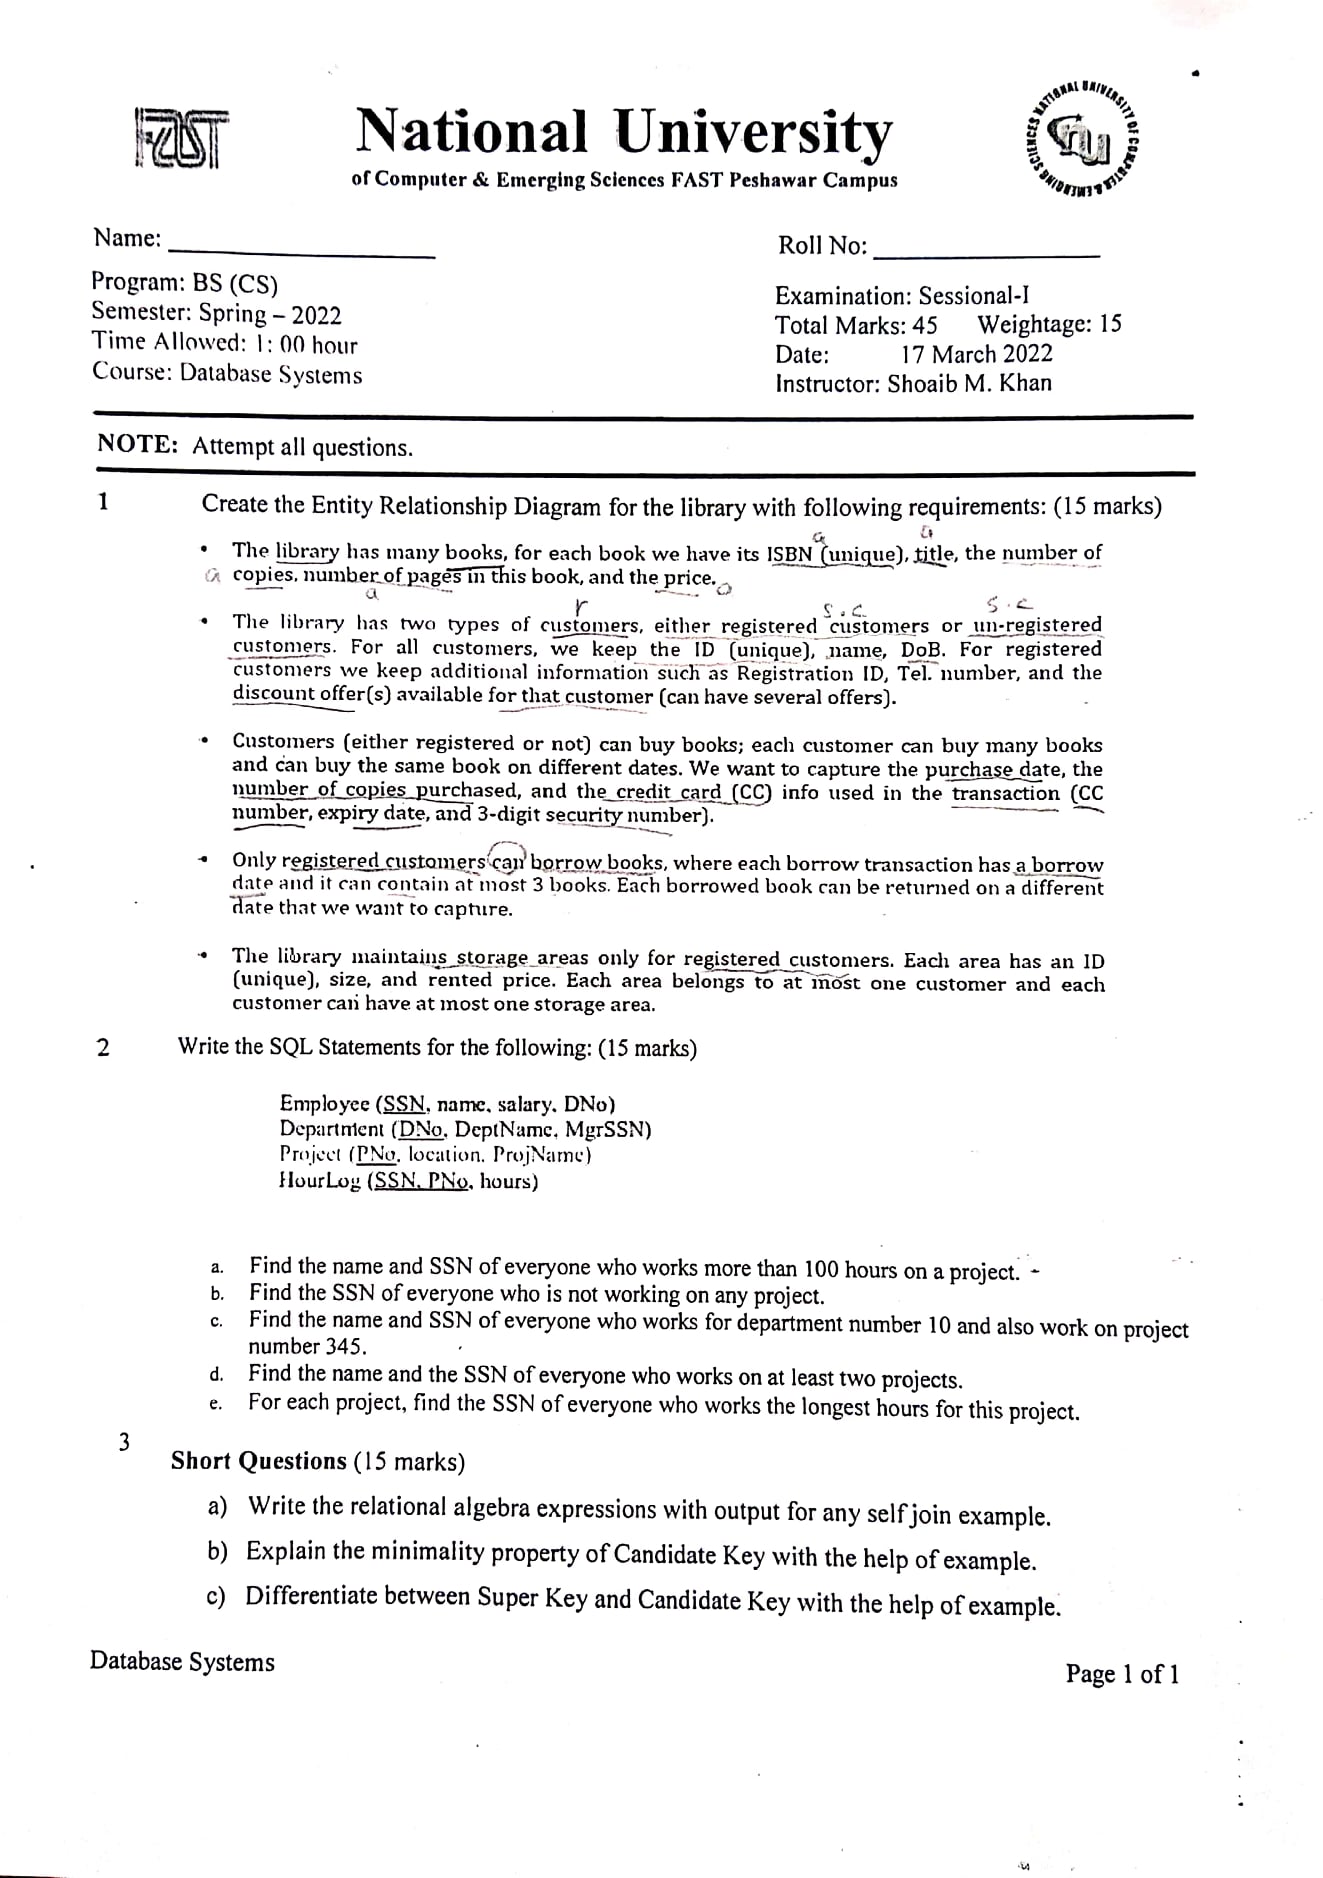 FAST
National University
of Computer & Emerging Sciences FAST Peshawar Campus
NATIONAL UNIVERSITY OF COMPUTER & EMERGING SCIENCES
NU
Name:
Roll No:
Program: BS (CS)
Semester: Spring – 2022
Time Allowed: 1: 00 hour
Course: Database Systems
Examination: Sessional-I
Total Marks: 45 Weightage: 15
Date: 17 March 2022
Instructor: Shoaib M. Khan
NOTE: Attempt all questions.
1 Create the Entity Relationship Diagram for the library with following requirements: (15 marks)
a a
• The library has many books, for each book we have its ISBN (unique), title, the number of
a copies, number of pages in this book, and the price. a
a
r s.c s.c
• The library has two types of customers, either registered customers or un-registered
customers. For all customers, we keep the ID (unique), name, DoB. For registered
customers we keep additional information such as Registration ID, Tel. number, and the
discount offer(s) available for that customer (can have several offers).
• Customers (either registered or not) can buy books; each customer can buy many books
and can buy the same book on different dates. We want to capture the purchase date, the
number of copies purchased, and the credit card (CC) info used in the transaction (CC
number, expiry date, and 3-digit security number).
• Only registered customers can borrow books, where each borrow transaction has a borrow
date and it can contain at most 3 books. Each borrowed book can be returned on a different
date that we want to capture.
• The library maintains storage areas only for registered customers. Each area has an ID
(unique), size, and rented price. Each area belongs to at most one customer and each
customer can have at most one storage area.
2 Write the SQL Statements for the following: (15 marks)
Employee (SSN, name, salary, DNo)
Department (DNo, DeptName, MgrSSN)
Project (PNo, location, ProjName)
HourLog (SSN, PNo, hours)
a. Find the name and SSN of everyone who works more than 100 hours on a project. -
b. Find the SSN of everyone who is not working on any project.
c. Find the name and SSN of everyone who works for department number 10 and also work on project
number 345.
d. Find the name and the SSN of everyone who works on at least two projects.
e. For each project, find the SSN of everyone who works the longest hours for this project.
3
Short Questions (15 marks)
a) Write the relational algebra expressions with output for any self join example.
b) Explain the minimality property of Candidate Key with the help of example.
c) Differentiate between Super Key and Candidate Key with the help of example.
Database Systems
Page 1 of 1